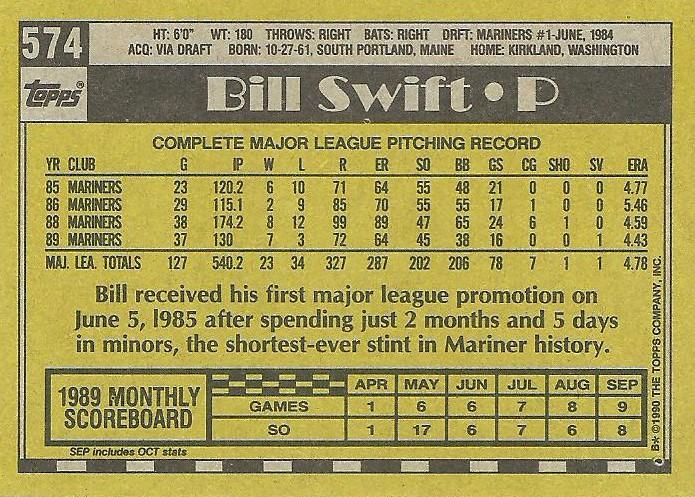 574
HT: 6'0" WT: 180 THROWS: RIGHT BATS: RIGHT DRFT: MARINERS #1-JUNE, 1984
ACQ: VIA DRAFT BORN: 10-27-61, SOUTH PORTLAND, MAINE HOME: KIRKLAND, WASHINGTON
Topps
Bill Swift • P
COMPLETE MAJOR LEAGUE PITCHING RECORD
YR CLUB G IP W L R ER SO BB GS CG SHO SV ERA
85 MARINERS 23 120.2 6 10 71 64 55 48 21 0 0 0 4.77
86 MARINERS 29 115.1 2 9 85 70 55 55 17 1 0 0 5.46
88 MARINERS 38 174.2 8 12 99 89 47 65 24 6 1 0 4.59
89 MARINERS 37 130 7 3 72 64 45 38 16 0 0 1 4.43
MAJ. LEA. TOTALS 127 540.2 23 34 327 287 202 206 78 7 1 1 4.78
Bill received his first major league promotion on
June 5, 1985 after spending just 2 months and 5 days
in minors, the shortest-ever stint in Mariner history.
1989 MONTHLY
SCOREBOARD
APR MAY JUN JUL AUG SEP
GAMES 1 6 6 7 8 9
SO 1 17 6 7 6 8
SEP includes OCT stats
B* ©1990 THE TOPPS COMPANY, INC.